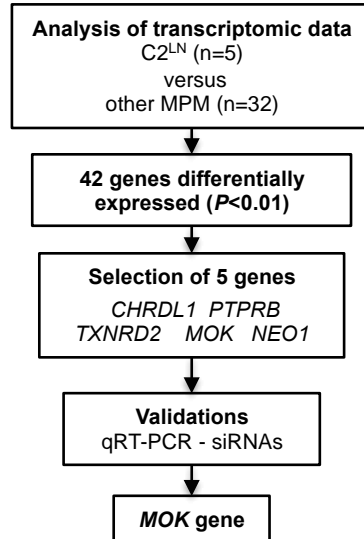 Analysis of transcriptomic data
C2LN (n=5)
versus
other MPM (n=32)
42 genes differentially
expressed (P<0.01)
Selection of 5 genes
CHRDL1 PTPRB
TXNRD2 MOK NEO1
Validations
qRT-PCR - siRNAs
MOK gene